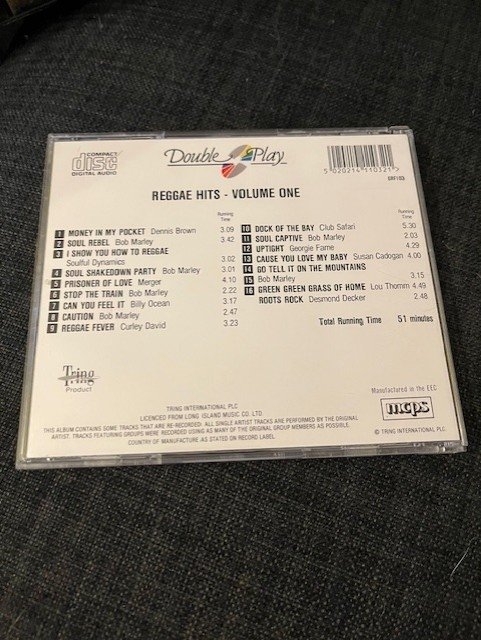 COMPACT
disc
DIGITAL AUDIO
Double Play
5 020214 110321 >
GRF103
REGGAE HITS - VOLUME ONE
Running
Time
1 MONEY IN MY POCKET Dennis Brown 3.09
2 SOUL REBEL Bob Marley 3.42
3 I SHOW YOU HOW TO REGGAE
Soulful Dynamics 3.02
4 SOUL SHAKEDOWN PARTY Bob Marley 3.01
5 PRISONER OF LOVE Merger 4.10
6 STOP THE TRAIN Bob Marley 2.22
7 CAN YOU FEEL IT Billy Ocean 3.17
8 CAUTION Bob Marley 2.47
9 REGGAE FEVER Curley David 3.23
Running
Time
10 DOCK OF THE BAY Club Safari 5.30
11 SOUL CAPTIVE Bob Marley 2.03
12 UPTIGHT Georgie Fame 4.29
13 CAUSE YOU LOVE MY BABY Susan Cadogan 4.00
14 GO TELL IT ON THE MOUNTAINS
15 Bob Marley 3.15
16 GREEN GREEN GRASS OF HOME Lou Thomm 4.49
ROOTS ROCK Desmond Decker 2.48
Total Running Time 51 minutes
Tring
Tring
Product
Manufactured in the EEC
mcps
TRING INTERNATIONAL PLC
LICENCED FROM LONG ISLAND MUSIC CO. LTD.
THIS ALBUM CONTAINS SOME TRACKS THAT ARE RE-RECORDED. ALL SINGLE ARTIST TRACKS ARE PERFORMED BY THE ORIGINAL
ARTIST. TRACKS FEATURING GROUPS WERE RECORDED USING AS MANY OF THE ORIGINAL GROUP MEMBERS AS POSSIBLE.
COUNTRY OF MANUFACTURE AS STATED ON RECORD LABEL
© TRING INTERNATIONAL PLC